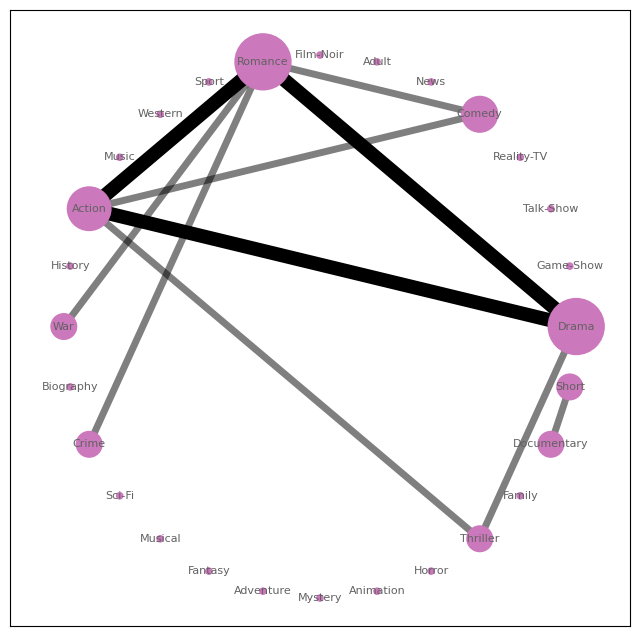 Film-Noir
Romance
Adult
Sport
News
Western
Comedy
Music
Reality-TV
Action
Talk-Show
History
Game-Show
War
Drama
Biography
Short
Crime
Documentary
Sci-Fi
Family
Musical
Thriller
Fantasy
Horror
Adventure
Animation
Mystery